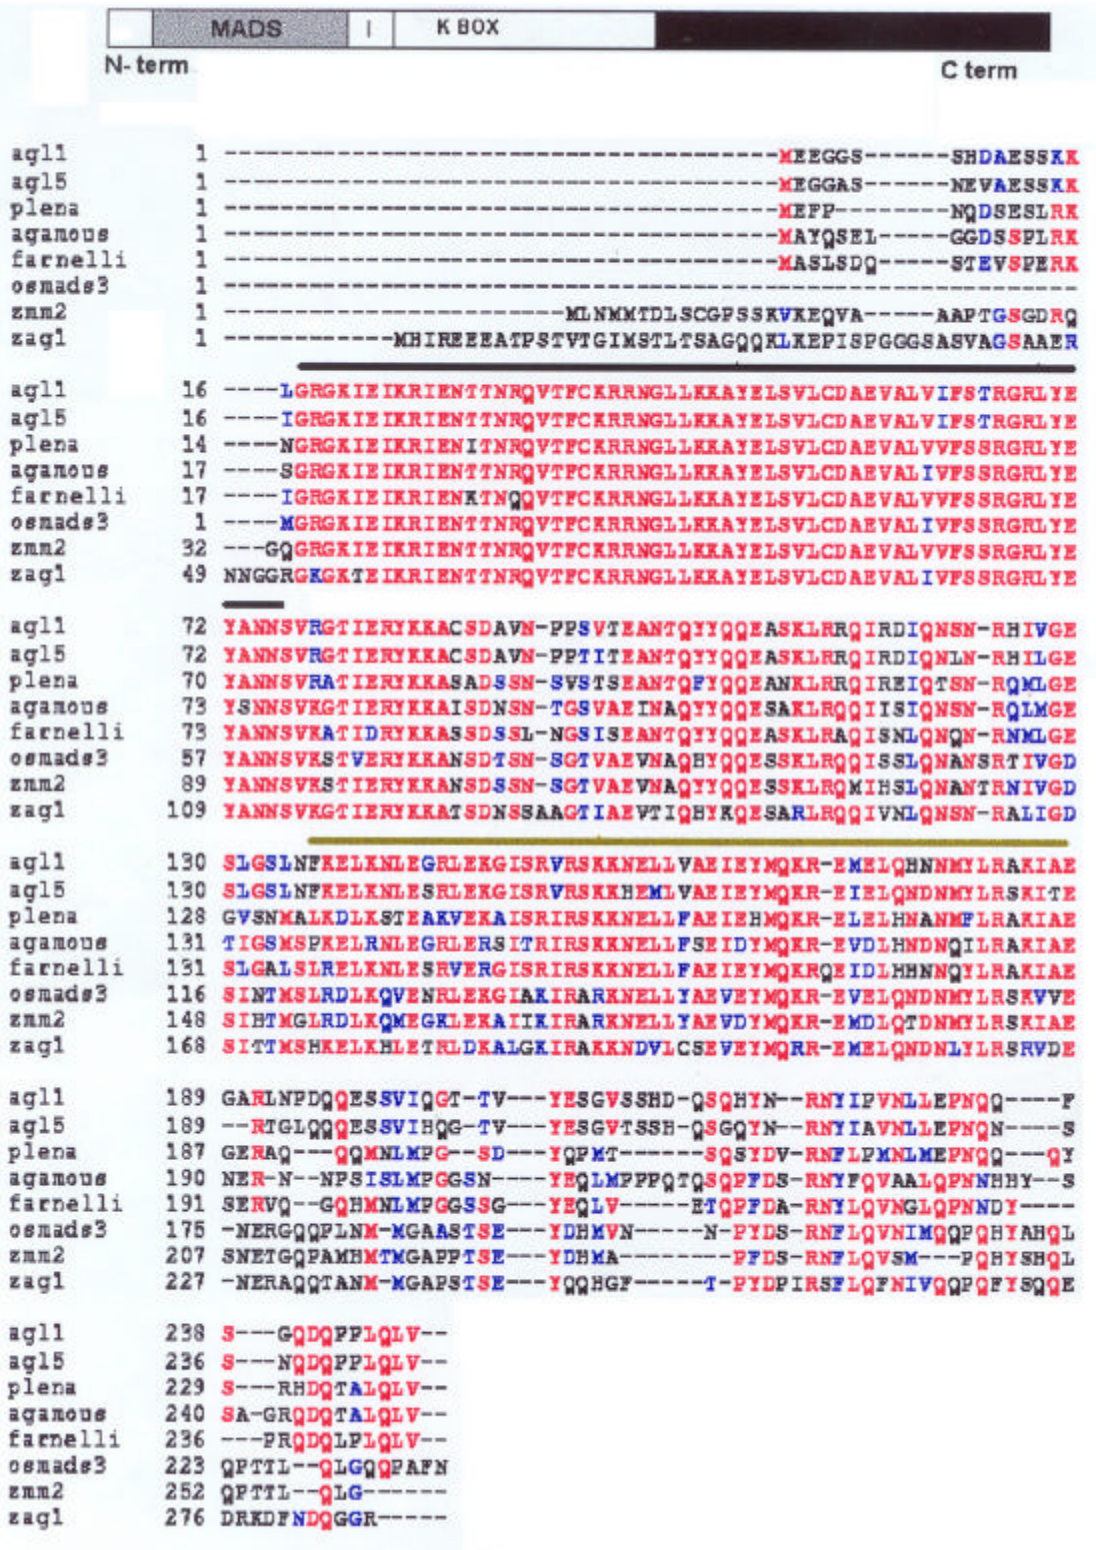 MADS I K BOX
N- term C term
agl1 1 ---------------------------------------MEEGGS------SHDAESSKK
agl5 1 ---------------------------------------MEGGAS------NEVAESSKK
plena 1 ---------------------------------------MEFP--------NQDSESLRK
agamous 1 ---------------------------------------MAYQSEL-----GGDSSPLRK
farnelli 1 ---------------------------------------MASLSDQ-----STEVSPERK
osmads3 1 ------------------------------------------------------------
zmm2 1 ------------------------MLNMMTDLSCGPSSKVKEQVA-----AAPTGSGDRQ
zag1 1 ------------MHIREEEATPSTVTGIMSTLTSAGQQKLKEPISPGGGSASVAGSAAER
agl1 16 ----LGRGKIEIKRIENTTNRQVTFCKRRNGLLKKAYELSVLCDAEVALVIFSTRGRLYE
agl5 16 ----IGRGKIEIKRIENTTNRQVTFCKRRNGLLKKAYELSVLCDAEVALVIFSTRGRLYE
plena 14 ----NGRGKIEIKRIENITNRQVTFCKRRNGLLKKAYELSVLCDAEVALVVFSSRGRLYE
agamous 17 ----SGRGKIEIKRIENTTNRQVTFCKRRNGLLKKAYELSVLCDAEVALIVFSSRGRLYE
farnelli 17 ----IGRGKIEIKRIENKTNQQVTFCKRRNGLLKKAYELSVLCDAEVALVVFSSRGRLYE
osmads3 1 ----MGRGKIEIKRIENTTNRQVTFCKRRNGLLKKAYELSVLCDAEVALIVFSSRGRLYE
zmm2 32 ---GQGRGKIEIKRIENTTNRQVTFCKRRNGLLKKAYELSVLCDAEVALVVFSSRGRLYE
zag1 49 NNGGRGKGKTEIKRIENTTNRQVTFCKRRNGLLKKAYELSVLCDAEVALIVFSSRGRLYE
agl1 72 YANNSVRGTIERYKKACSDAVN-PPSVTEANTQYYQQEASKLRRQIRDIQNSN-RHIVGE
agl5 72 YANNSVRGTIERYKKACSDAVN-PPTITEANTQYYQQEASKLRRQIRDIQNLN-RHILGE
plena 70 YANNSVRATIERYKKASADSSN-SVSTSEANTQFYQQEANKLRRQIREIQTSN-RQMLGE
agamous 73 YSNNSVKGTIERYKKAISDNSN-TGSVAEINAQYYQQESAKLRQQIISIQNSN-RQLMGE
farnelli 73 YANNSVKATIDRYKKASSDSSL-NGSISEANTQYYQQEASKLRAQISNLQNQN-RNMLGE
osmads3 57 YANNSVKSTVERYKKANSDTSN-SGTVAEVNAQHYQQESSKLRQQISSLQNANSRTIVGD
zmm2 89 YANNSVKSTIERYKKANSDSSN-SGTVAEVNAQYYQQESSKLRQMIHSLQNANTRNIVGD
zag1 109 YANNSVKGTIERYKKATSDNSSAAGTIAEVTIQHYKQESARLRQQIVNLQNSN-RALIGD
agl1 130 SLGSLNFKELKNLEGRLEKGISRVRSKKNELLVAEIEYMQKR-EMELQHNNMYLRAKIAE
agl5 130 SLGSLNFKELKNLESRLEKGISRVRSKKHEMLVAEIEYMQKR-EIELQNDNMYLRSKITE
plena 128 GVSNMALKDLKSTEAKVEKAISRIRSKKNELLFAEIEHMQKR-ELELHNANMFLRAKIAE
agamous 131 TIGSMSPKELRNLEGRLERSITRIRSKKNELLFSEIDYMQKR-EVDLHNDNQILRAKIAE
farnelli 131 SLGALSLRELKNLESRVERGISRIRSKKNELLFAEIEYMQKRQEIDLHHNNQYLRAKIAE
osmads3 116 SINTMSLRDLKQVENRLEKGIAKIRARKNELLYAEVEYMQKR-EVELQNDNMYLRSKVVE
zmm2 148 SIHTMGLRDLKQMEGKLEKAIIKIRARKNELLYAEVDYMQKR-EMDLQTDNMYLRSKIAE
zag1 168 SITTMSHKELKHLETRLDKALGKIRAKKNDVLCSEVEYMQRR-EMELQNDNLYLRSRVDE
agl1 189 GARLNPDQQESSVIQGT-TV---YESGVSSHD-QSQHYN--RNYIPVNLLEPNQQ----F
agl5 189 --RTGLQQQESSVIHQG-TV---YESGVTSSH-QSGQYN--RNYIAVNLLEPNQN----S
plena 187 GERAQ---QQMNLMPG--SD---YQPMT------SQSYDV-RNFLPMNLMEPNQQ---QY
agamous 190 NER-N--NPSISLMPGGSN----YEQLMPPPQTQSQPFDS-RNYFQVAALQPNNHHY--S
farnelli 191 SERVQ--GQHMNLMPGGSSG---YEQLV-----ETQPFDA-RNYLQVNGLQPNNDY----
osmads3 175 -NERGQQPLNM-MGAASTSE---YDHMVN----N-PYDS-RNFLQVNIMQQPQHYAHQL
zmm2 207 SNETGQPAMHMTMGAPPTSE---YDHMA--------PFDS-RNFLQVSM---PQHYSHQL
zag1 227 -NERAQQTANM-MGAPSTSE---YQQHGF------T-PYDPIRSFLQFNIVQQPQFYSQQE
agl1 238 S---GQDQPPLQLV--
agl5 236 S---NQDQPPLQLV--
plena 229 S---RHDQTALQLV--
agamous 240 SA-GRQDQTALQLV--
farnelli 236 ---PRQDQLPLQLV--
osmads3 223 QPTTL--QLGQQPAFN
zmm2 252 QPTTL--QLG------
zag1 276 DRKDFNDQGGR-----